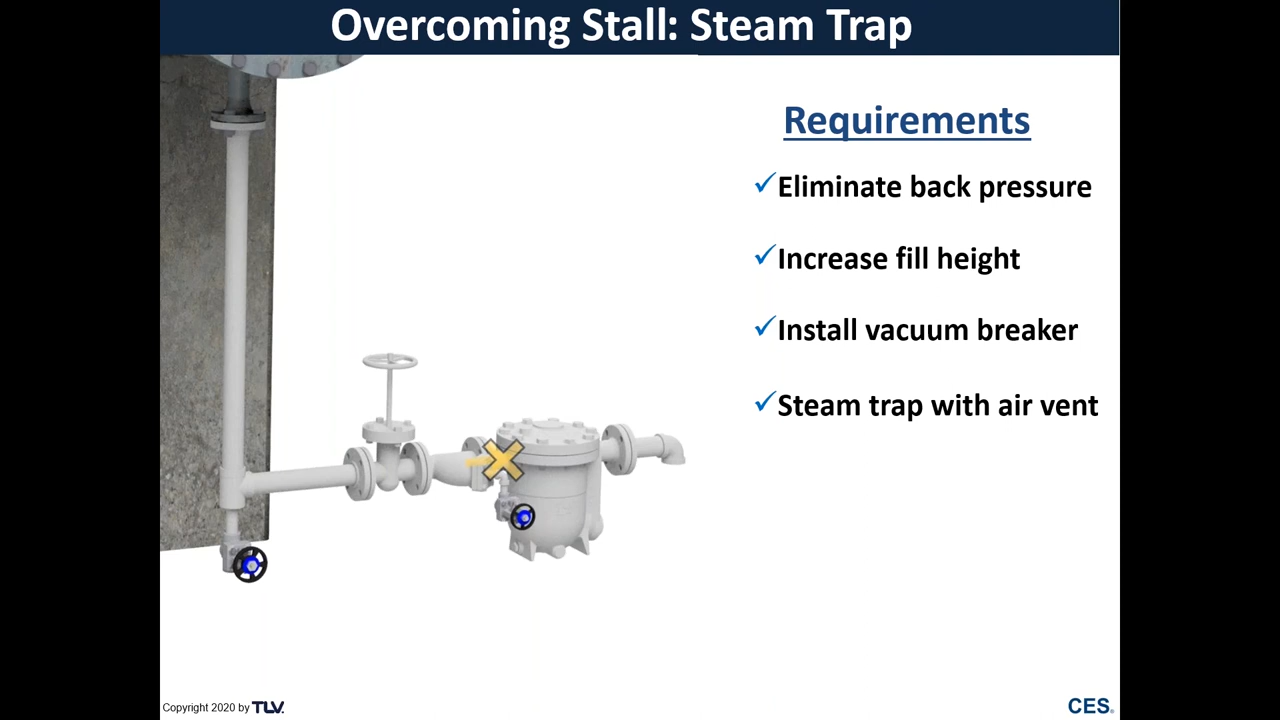 Overcoming Stall: Steam Trap
Requirements
✓Eliminate back pressure
✓Increase fill height
✓Install vacuum breaker
✓Steam trap with air vent
Copyright 2020 by TLV.
CES®